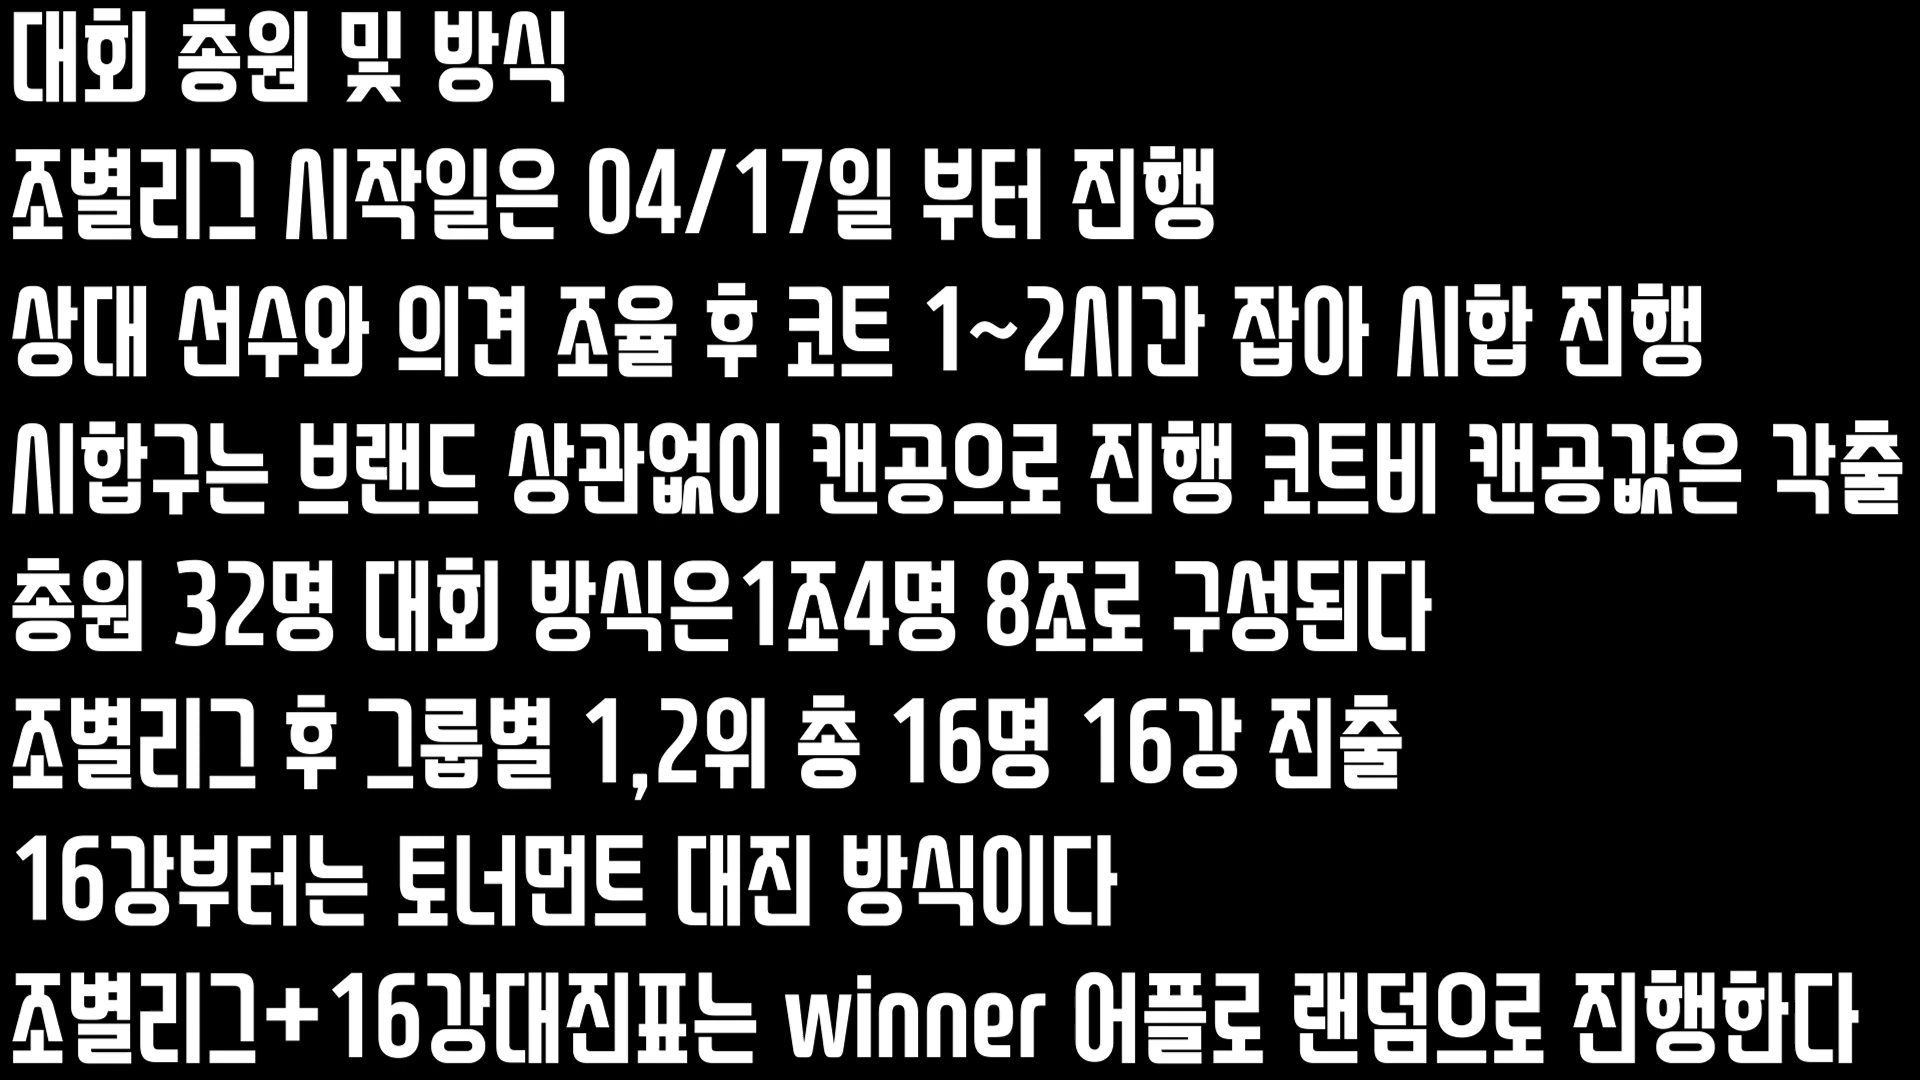 대회 총원 및 방식
조별리그 시작일은 04/17일 부터 진행
상대 선수와 의견 조율 후 코트 1~2시간 잡아 시합 진행
시합구는 브랜드 상관없이 캔공으로 진행 코트비 캔공값은 각출
총원 32명 대회 방식은1조4명 8조로 구성된다
조별리그 후 그룹별 1,2위 총 16명 16강 진출
16강부터는 토너먼트 대진 방식이다
조별리그+16강대진표는 winner 어플로 랜덤으로 진행한다